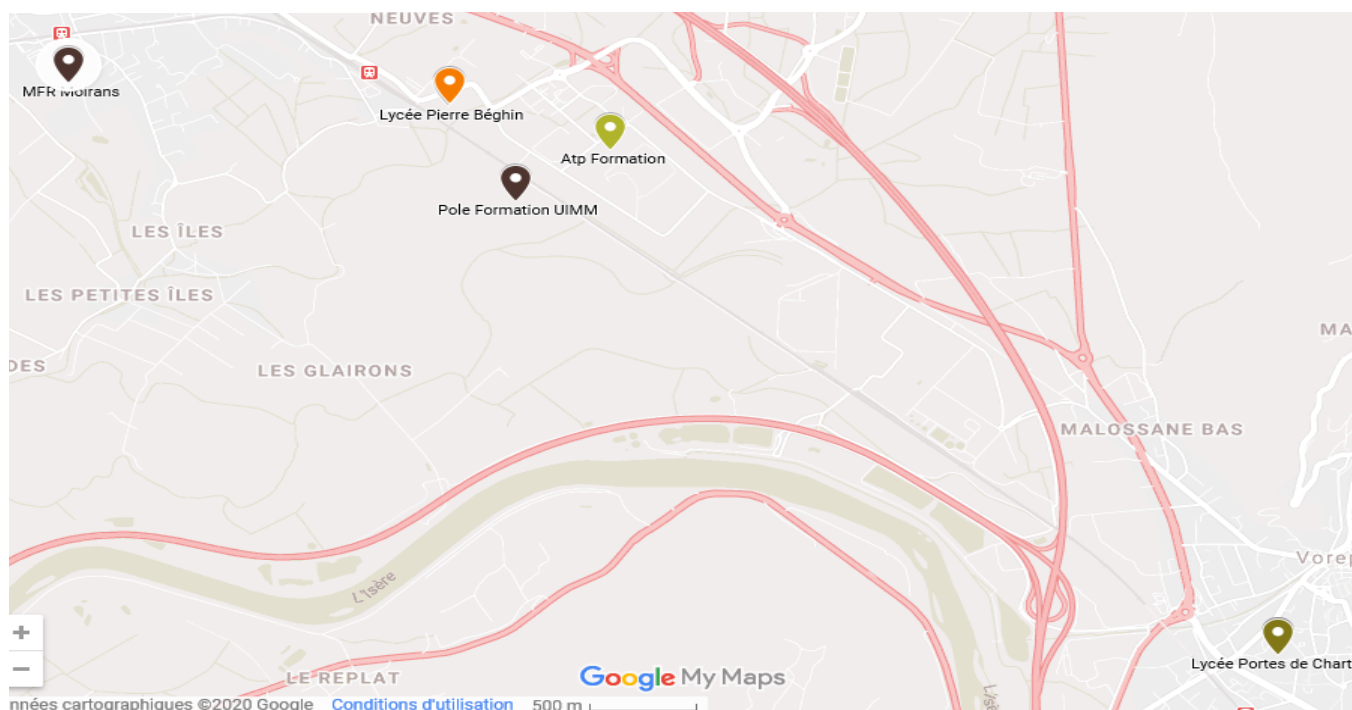 NEUVES
MFR Moirans
Lycée Pierre Béghin
Atp Formation
Pole Formation UIMM
LES ÎLES
LES PETITES ÎLES
MA
DES
LES GLAIRONS
MALOSSANE BAS
Vorep
L'Isère
+
−
Lycée Portes de Chart
LE REPLAT
Google My Maps
L'Isè
nnées cartographiques ©2020 Google Conditions d'utilisation 500 m